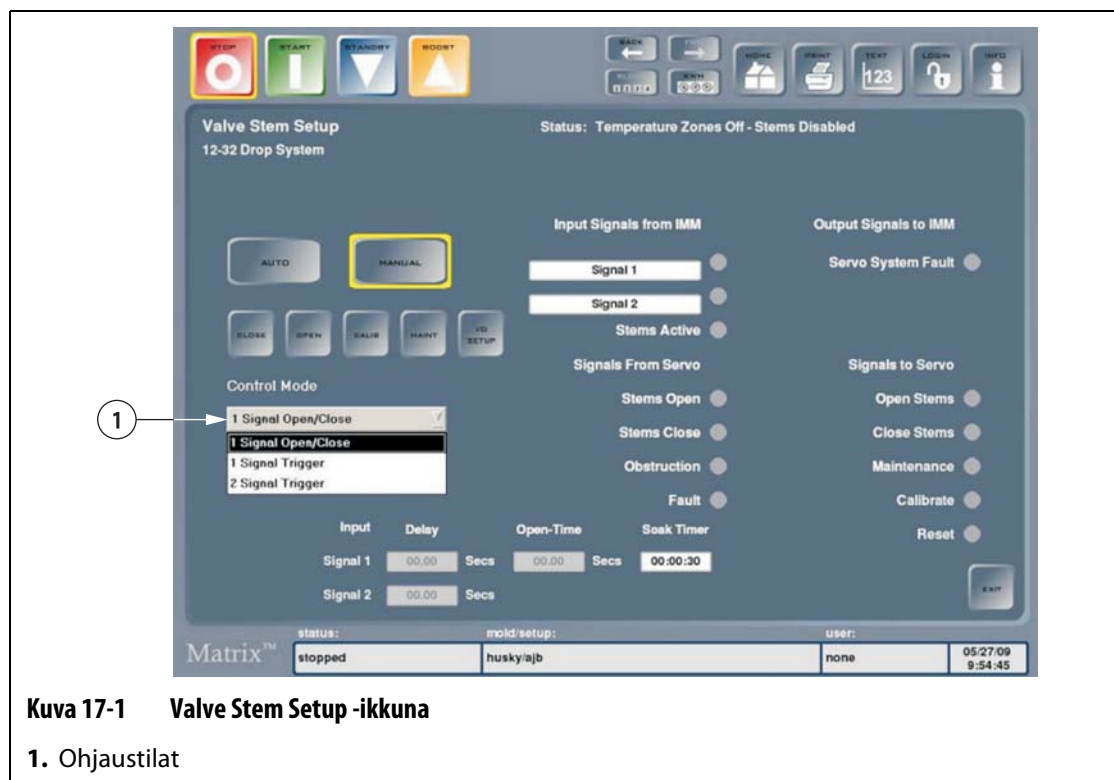 STOP START STANDBY BOOST
BACK
HOME PRINT TEXT LOGIN INFO
123
Valve Stem Setup
Status: Temperature Zones Off - Stems Disabled
12-32 Drop System
Input Signals from IMM
Output Signals to IMM
AUTO MANUAL
Signal 1
Servo System Fault
Signal 2
CLOSE OPEN CALIB MAINT I/O SETUP
Stems Active
Signals From Servo
Signals to Servo
Control Mode
Stems Open
Open Stems
1
1 Signal Open/Close
Stems Close
Close Stems
1 Signal Open/Close
1 Signal Trigger
Obstruction
Maintenance
2 Signal Trigger
Fault
Calibrate
Input Delay Open-Time Soak Timer
Reset
Signal 1 00.00 Secs 00.00 Secs 00:00:30
Signal 2 00.00 Secs
EXIT
status: mold/setup: user:
Matrix™ stopped husky/ajb none 05/27/09
9:54:45
Kuva 17-1 Valve Stem Setup -ikkuna
1. Ohjaustilat